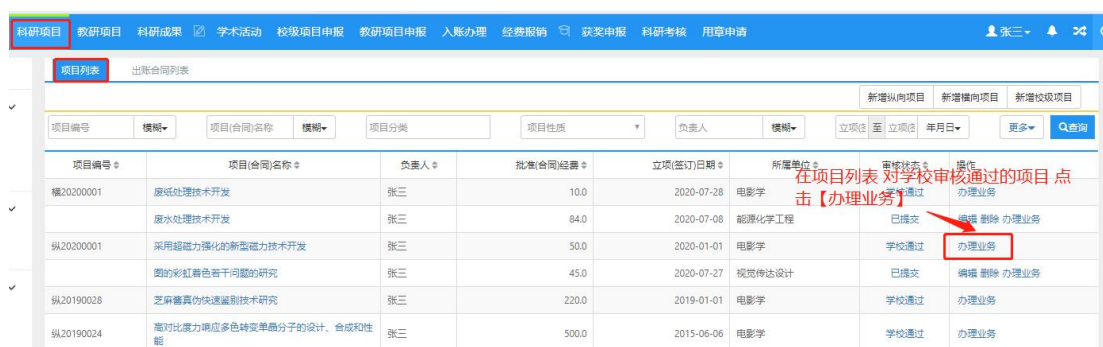 科研项目 教研项目 科研成果 学术活动 校级项目申报 教研项目申报 入账办理 经费报销 获奖申报 科研考核 用章申请 张三
项目列表 出账合同列表
新增纵向项目 新增横向项目 新增校级项目
项目编号 模糊 项目(合同)名称 模糊 项目分类 项目性质 负责人 模糊 立项 至 立项 年月日 更多 查询
项目编号 项目(合同)名称 负责人 批准(合同)经费 立项(签订)日期 所属单位 审核状态 操作
在项目列表 对学校审核通过的项目 点
击【办理业务】
横20200001 废纸处理技术开发 张三 10.0 2020-07-28 电影学 学校通过 办理业务
废水处理技术开发 张三 84.0 2020-07-08 能源化学工程 已提交 编辑 删除 办理业务
纵20200001 采用超磁力强化的新型磁力技术开发 张三 50.0 2020-01-01 电影学 学校通过 办理业务
图的彩虹着色若干问题的研究 张三 45.0 2020-07-27 视觉传达设计 已提交 编辑 删除 办理业务
纵20190028 芝麻酱真伪快速鉴别技术研究 张三 220.0 2019-01-01 电影学 学校通过 办理业务
纵20190024 高对比度力响应多色转变单晶分子的设计、合成和性能 张三 500.0 2015-06-06 电影学 学校通过 办理业务